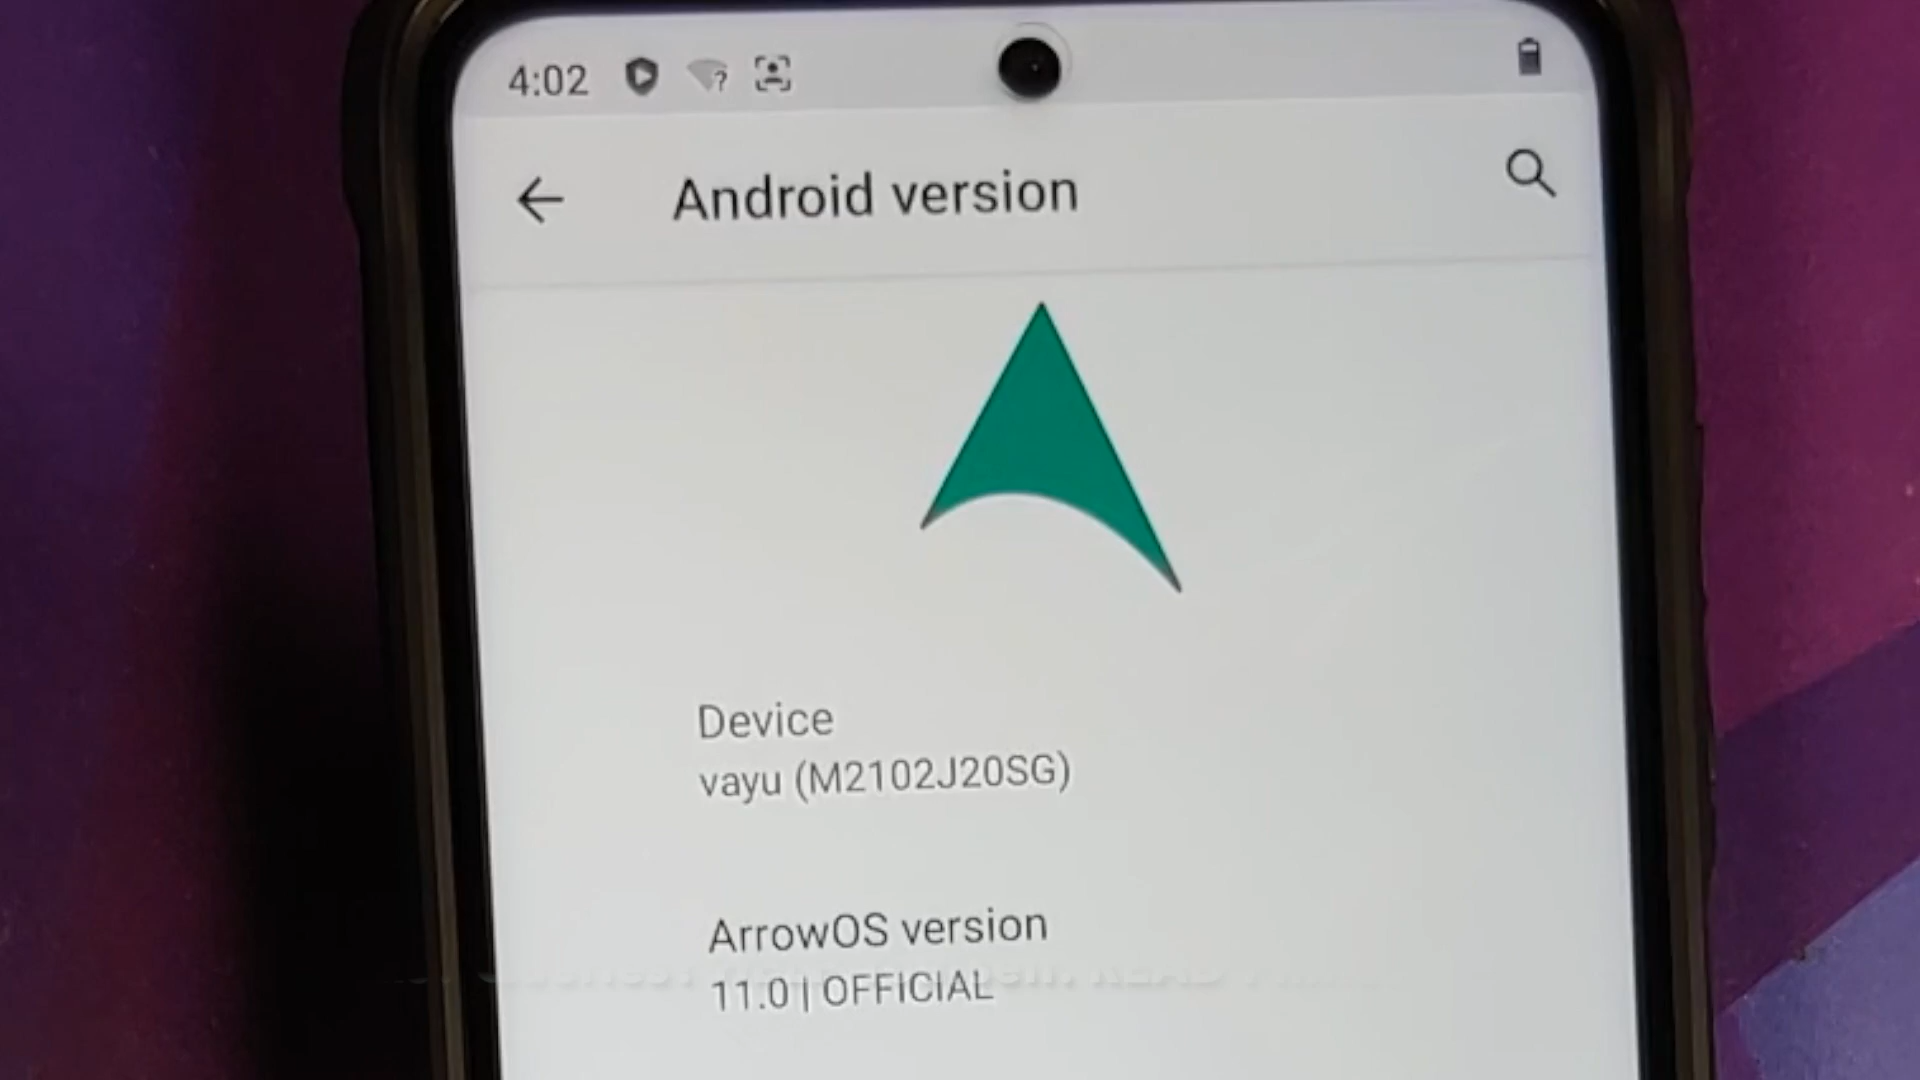 4:02
Android version
Device
vayu (M2102J20SG)
ArrowOS version
11.0 | OFFICIAL